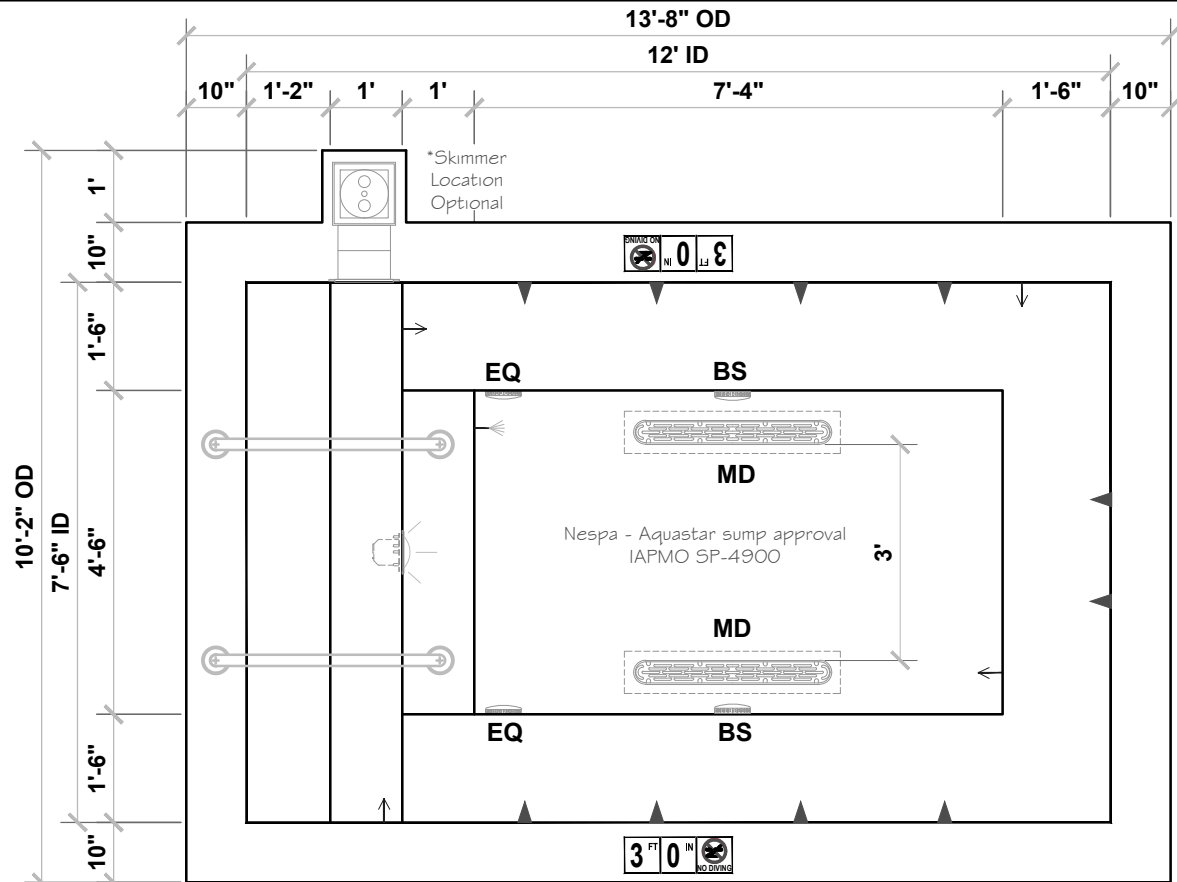 13'-8" OD
12' ID
10" 1'-2" 1' 1' 7'-4" 1'-6" 10"
*Skimmer
Location
Optional
1'
10"
1'-6"
4'-6"
1'-6"
10"
10'-2" OD
7'-6" ID
3 FT 0 IN NO DIVING
EQ BS
MD
Nespa - Aquastar sump approval
IAPMO SP-4900
3'
MD
EQ BS
3 FT 0 IN NO DIVING